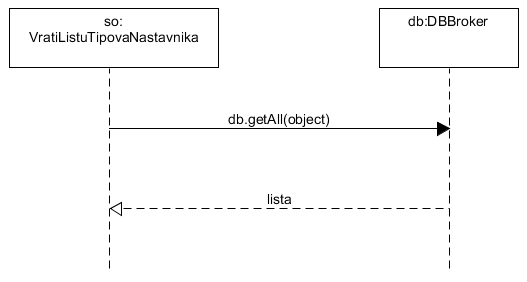 so:
VratiListuTipovaNastavnika
db:DBBroker
db.getAll(object)
lista